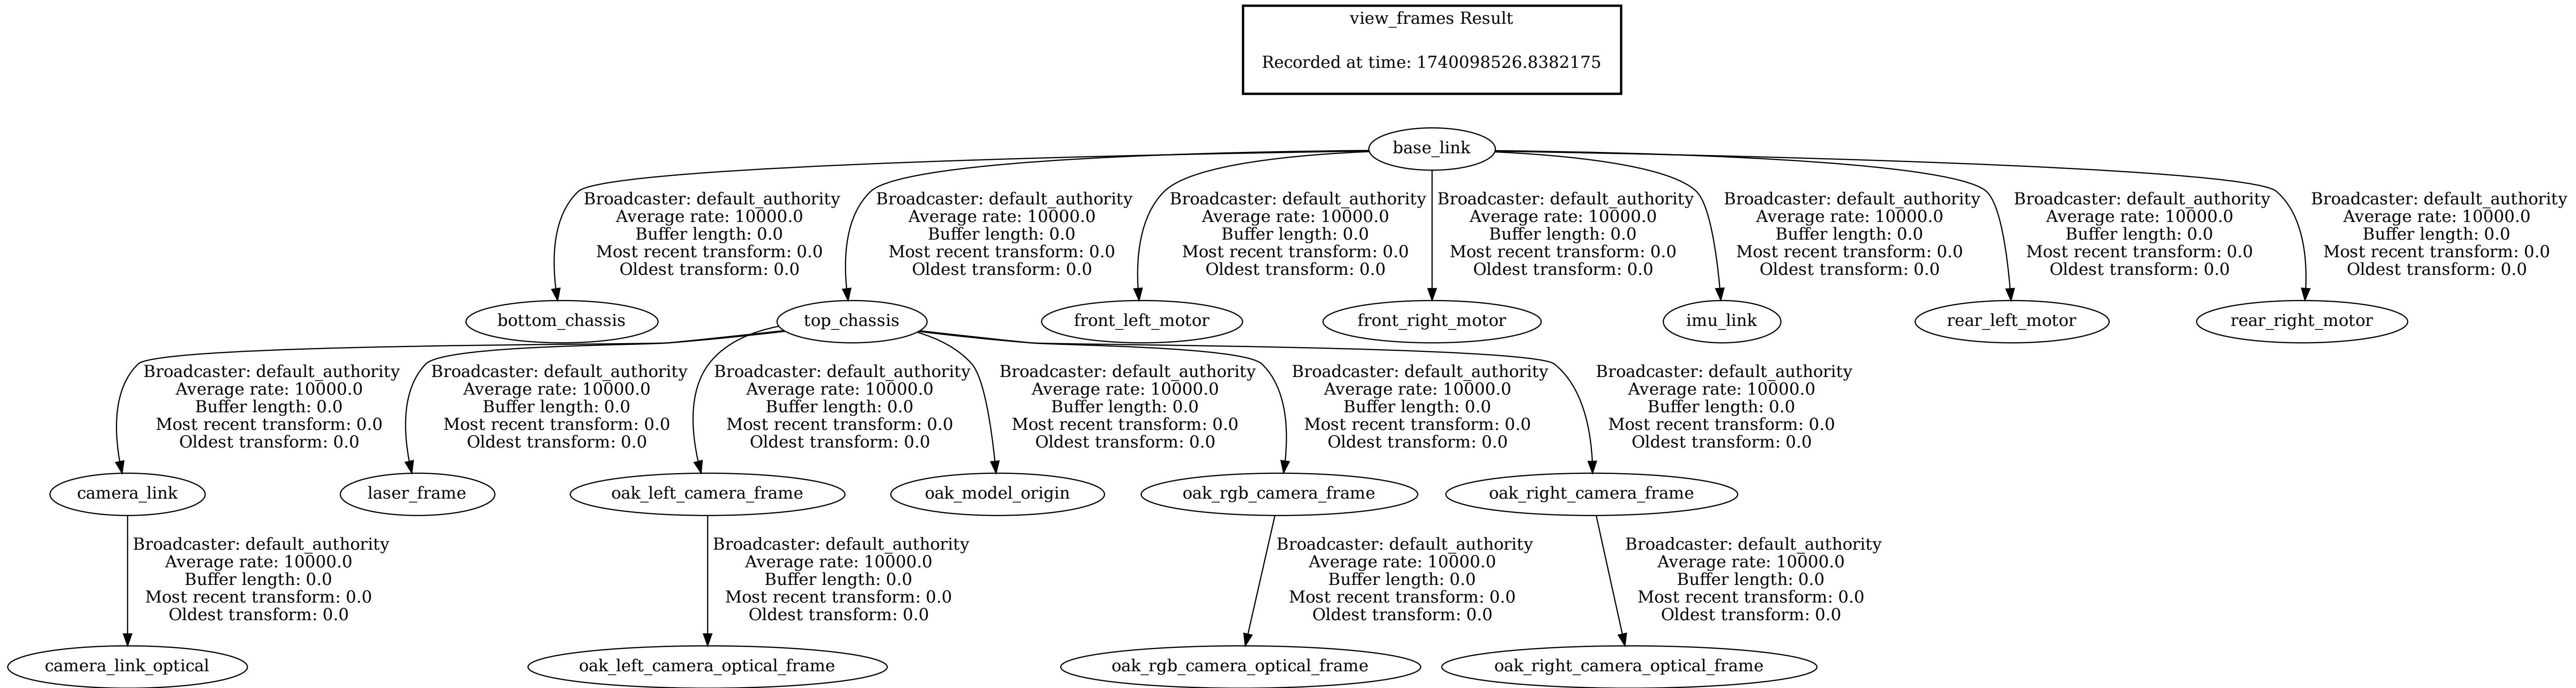 view_frames Result
Recorded at time: 1740098526.8382175
base_link
Broadcaster: default_authority
Average rate: 10000.0
Buffer length: 0.0
Most recent transform: 0.0
Oldest transform: 0.0
Broadcaster: default_authority
Average rate: 10000.0
Buffer length: 0.0
Most recent transform: 0.0
Oldest transform: 0.0
Broadcaster: default_authority
Average rate: 10000.0
Buffer length: 0.0
Most recent transform: 0.0
Oldest transform: 0.0
Broadcaster: default_authority
Average rate: 10000.0
Buffer length: 0.0
Most recent transform: 0.0
Oldest transform: 0.0
Broadcaster: default_authority
Average rate: 10000.0
Buffer length: 0.0
Most recent transform: 0.0
Oldest transform: 0.0
Broadcaster: default_authority
Average rate: 10000.0
Buffer length: 0.0
Most recent transform: 0.0
Oldest transform: 0.0
Broadcaster: default_authority
Average rate: 10000.0
Buffer length: 0.0
Most recent transform: 0.0
Oldest transform: 0.0
bottom_chassis
top_chassis
front_left_motor
front_right_motor
imu_link
rear_left_motor
rear_right_motor
Broadcaster: default_authority
Average rate: 10000.0
Buffer length: 0.0
Most recent transform: 0.0
Oldest transform: 0.0
Broadcaster: default_authority
Average rate: 10000.0
Buffer length: 0.0
Most recent transform: 0.0
Oldest transform: 0.0
Broadcaster: default_authority
Average rate: 10000.0
Buffer length: 0.0
Most recent transform: 0.0
Oldest transform: 0.0
Broadcaster: default_authority
Average rate: 10000.0
Buffer length: 0.0
Most recent transform: 0.0
Oldest transform: 0.0
Broadcaster: default_authority
Average rate: 10000.0
Buffer length: 0.0
Most recent transform: 0.0
Oldest transform: 0.0
Broadcaster: default_authority
Average rate: 10000.0
Buffer length: 0.0
Most recent transform: 0.0
Oldest transform: 0.0
camera_link
laser_frame
oak_left_camera_frame
oak_model_origin
oak_rgb_camera_frame
oak_right_camera_frame
Broadcaster: default_authority
Average rate: 10000.0
Buffer length: 0.0
Most recent transform: 0.0
Oldest transform: 0.0
Broadcaster: default_authority
Average rate: 10000.0
Buffer length: 0.0
Most recent transform: 0.0
Oldest transform: 0.0
Broadcaster: default_authority
Average rate: 10000.0
Buffer length: 0.0
Most recent transform: 0.0
Oldest transform: 0.0
Broadcaster: default_authority
Average rate: 10000.0
Buffer length: 0.0
Most recent transform: 0.0
Oldest transform: 0.0
camera_link_optical
oak_left_camera_optical_frame
oak_rgb_camera_optical_frame
oak_right_camera_optical_frame